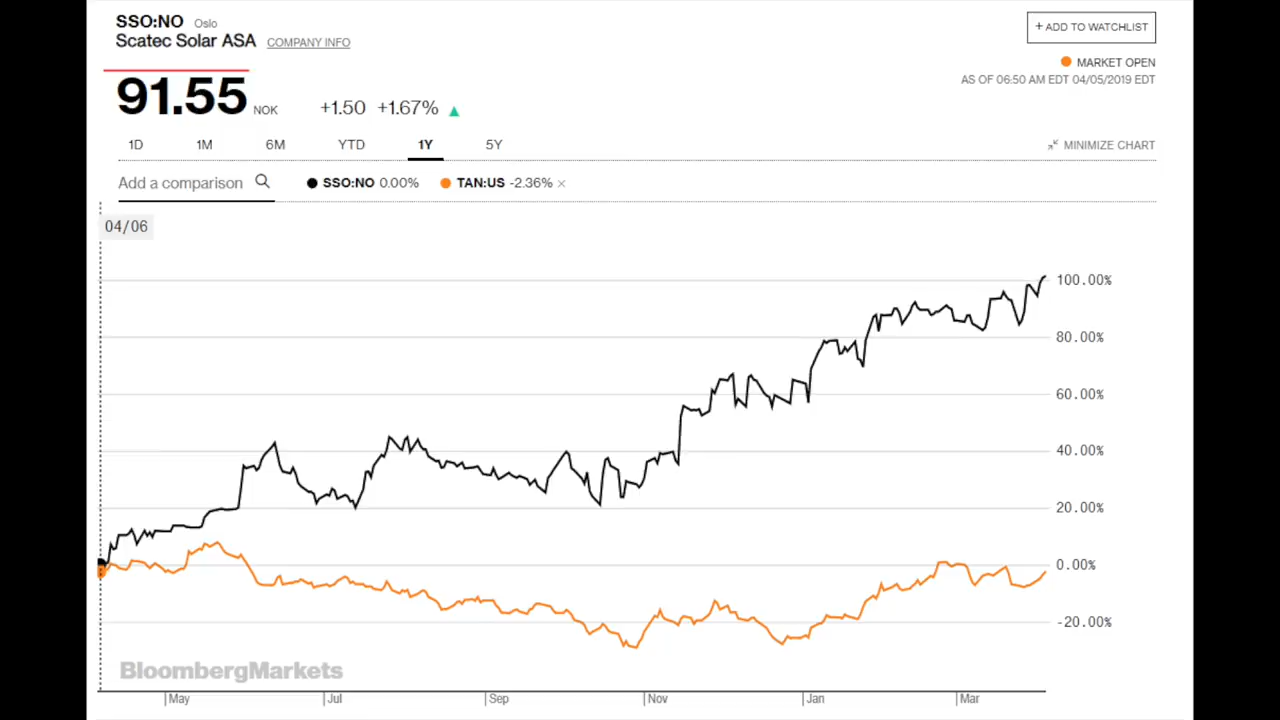 SSO:NO Oslo
Scatec Solar ASA COMPANY INFO
+ ADD TO WATCHLIST
MARKET OPEN
AS OF 06:50 AM EDT 04/05/2019 EDT
91.55 NOK +1.50 +1.67%
1D 1M 6M YTD 1Y 5Y
MINIMIZE CHART
Add a comparison SSO:NO 0.00% TAN:US -2.36% ×
04/06
100.00%
80.00%
60.00%
40.00%
20.00%
0.00%
-20.00%
BloombergMarkets
May Jul Sep Nov Jan Mar